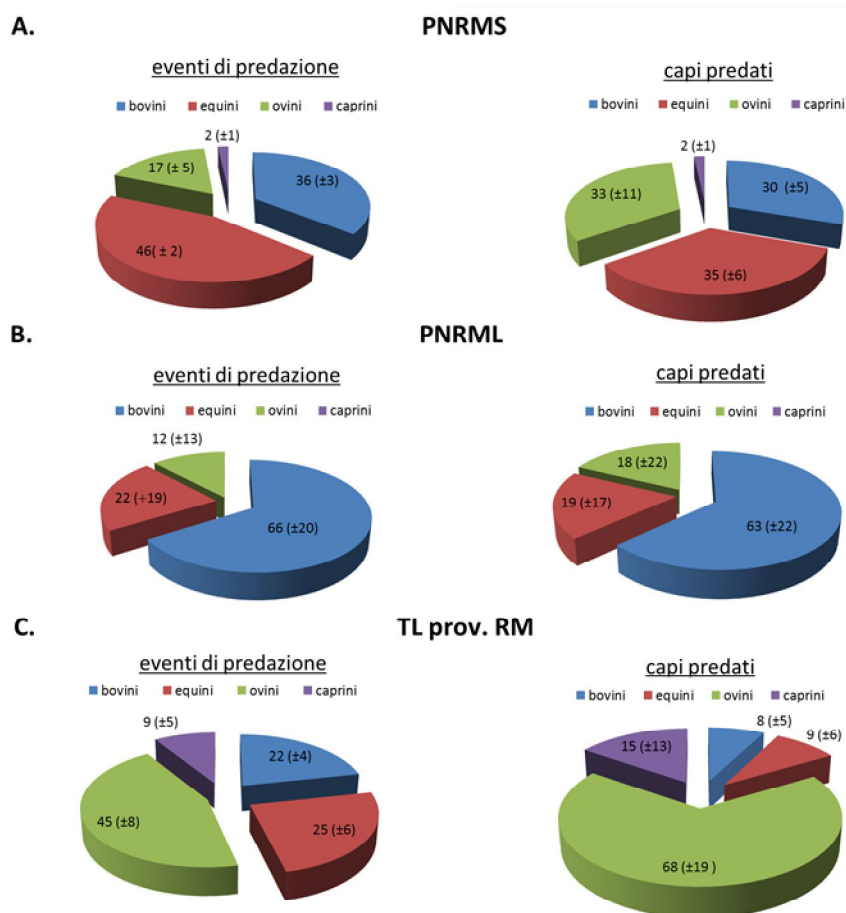 A. PNRMS
eventi di predazione
bovini equini ovini caprini
2 (±1)
17 (± 5)
36 (±3)
46( ± 2)
capi predati
bovini equini ovini caprini
2 (±1)
33 (±11)
30 (±5)
35 (±6)
B. PNRML
eventi di predazione
bovini equini ovini caprini
12 (±13)
22 (+19)
66 (±20)
capi predati
bovini equini ovini caprini
18 (±22)
19 (±17)
63 (±22)
C. TL prov. RM
eventi di predazione
bovini equini ovini caprini
9 (±5)
22 (±4)
45 (±8)
25 (±6)
capi predati
bovini equini ovini caprini
8 (±5)
9 (±6)
15 (±13)
68 (±19 )